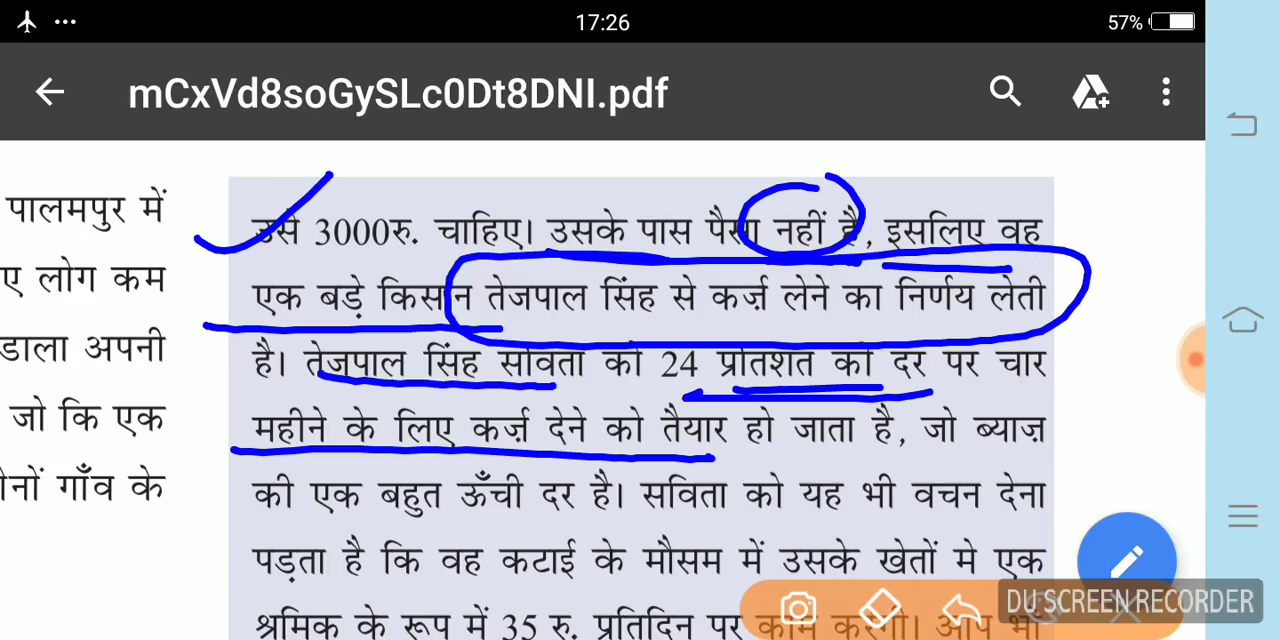 17:26
57%
mCxVd8soGySLc0Dt8DNI.pdf
पालमपुर में
ए लोग कम
डाला अपनी
जो कि एक
ोनों गाँव के
उसे 3000रु. चाहिए। उसके पास पैसा नहीं है, इसलिए वह
एक बड़े किसान तेजपाल सिंह से कर्ज़ लेने का निर्णय लेती
है। तेजपाल सिंह सविता को 24 प्रतिशत की दर पर चार
महीने के लिए कर्ज़ देने को तैयार हो जाता है, जो ब्याज़
की एक बहुत ऊँची दर है। सविता को यह भी वचन देना
पड़ता है कि वह कटाई के मौसम में उसके खेतों मे एक
श्रमिक के रूप में 35 रु. प्रतिदिन पर काम करेगी। आप भी
DU SCREEN RECORDER